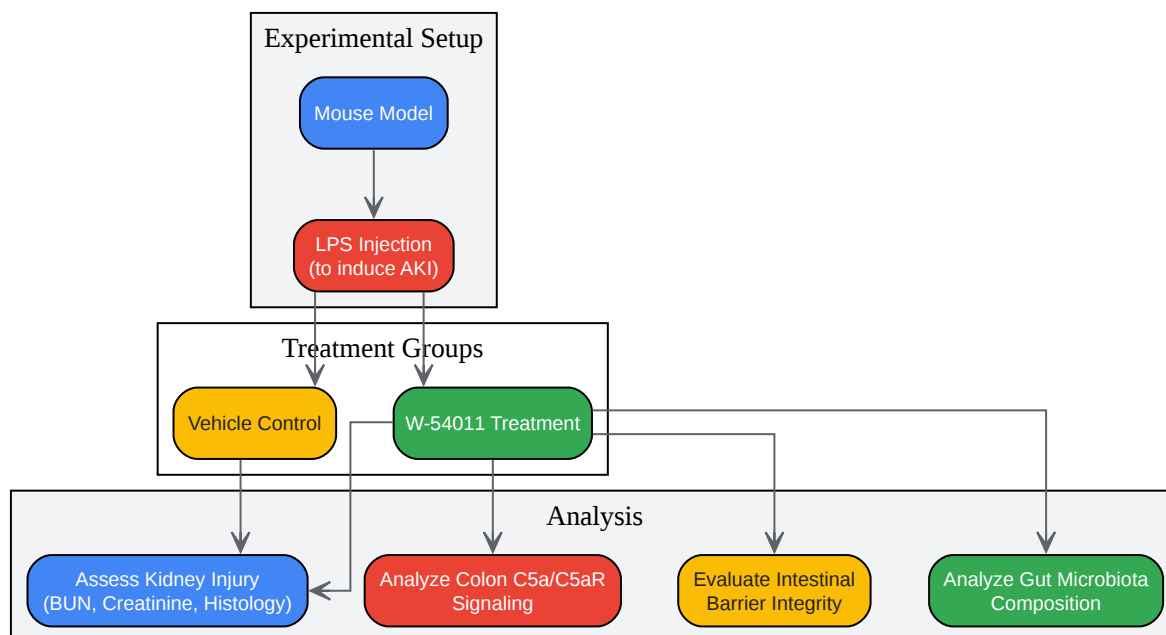 Experimental Setup
Mouse Model
LPS Injection
(to induce AKI)
Treatment Groups
Vehicle Control
W-54011 Treatment
Analysis
Assess Kidney Injury
(BUN, Creatinine, Histology)
Analyze Colon C5a/C5aR
Signaling
Evaluate Intestinal
Barrier Integrity
Analyze Gut Microbiota
Composition